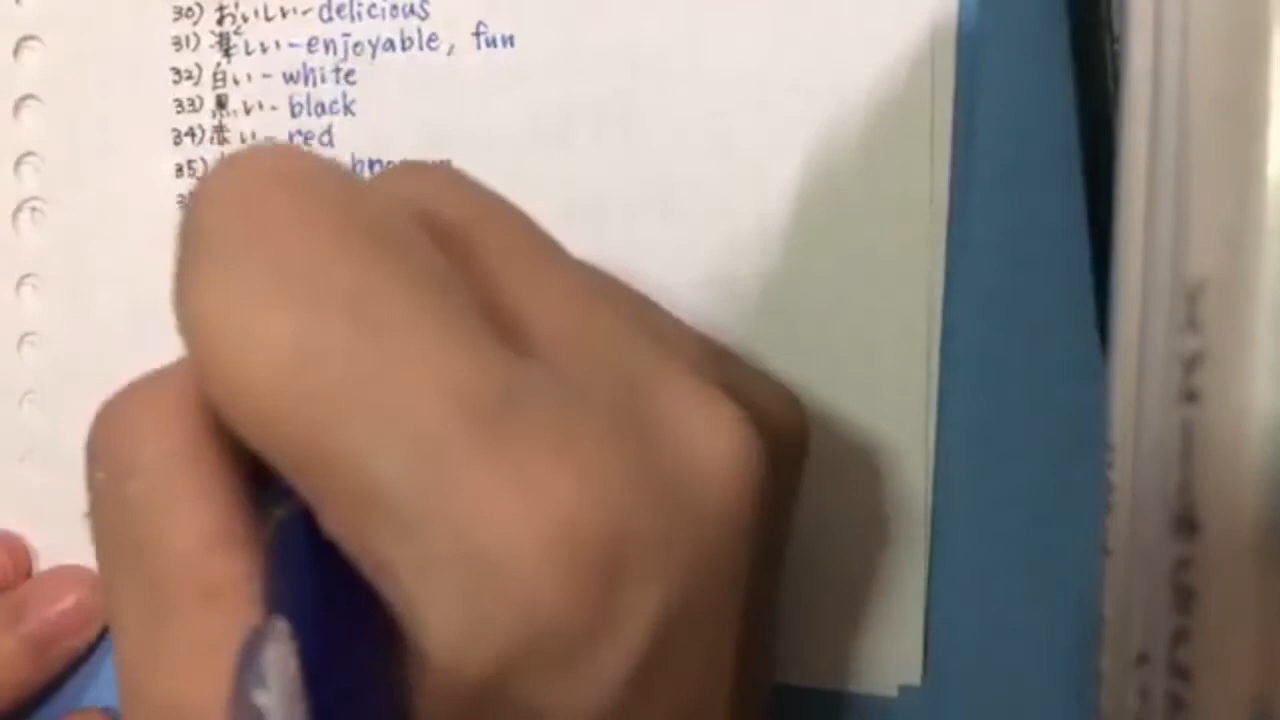 30) おいしい-delicious
31) 楽しい-enjoyable, fun
32) 白い- white
33) 黒い- black
34) 赤い- red
35)